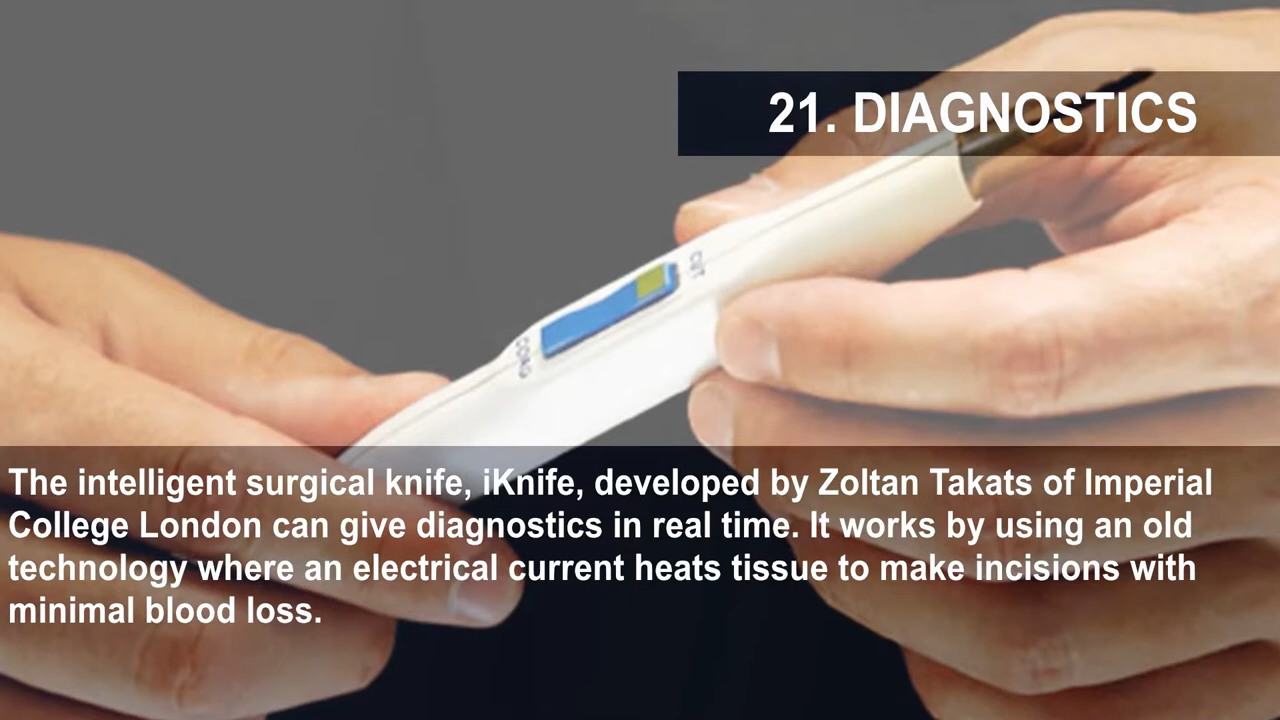 21. DIAGNOSTICS
CUT
COAG
The intelligent surgical knife, iKnife, developed by Zoltan Takats of Imperial
College London can give diagnostics in real time. It works by using an old
technology where an electrical current heats tissue to make incisions with
minimal blood loss.